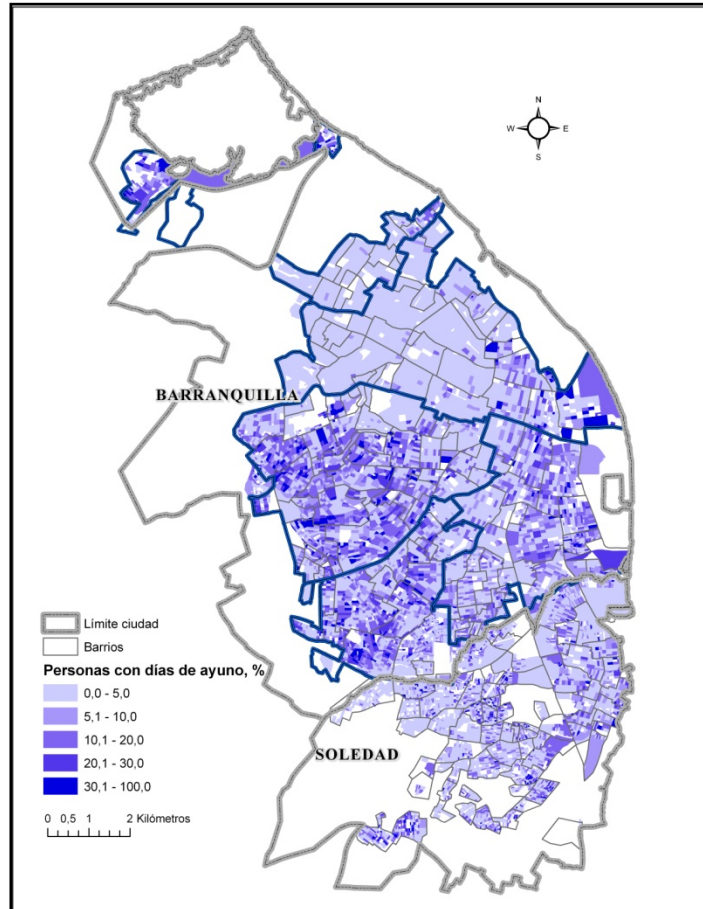 N
W E
S
BARRANQUILLA
Límite ciudad
Barrios
Personas con días de ayuno, %
0,0 - 5,0
5,1 - 10,0
10,1 - 20,0
20,1 - 30,0
30,1 - 100,0
SOLEDAD
0 0,5 1 2 Kilómetros